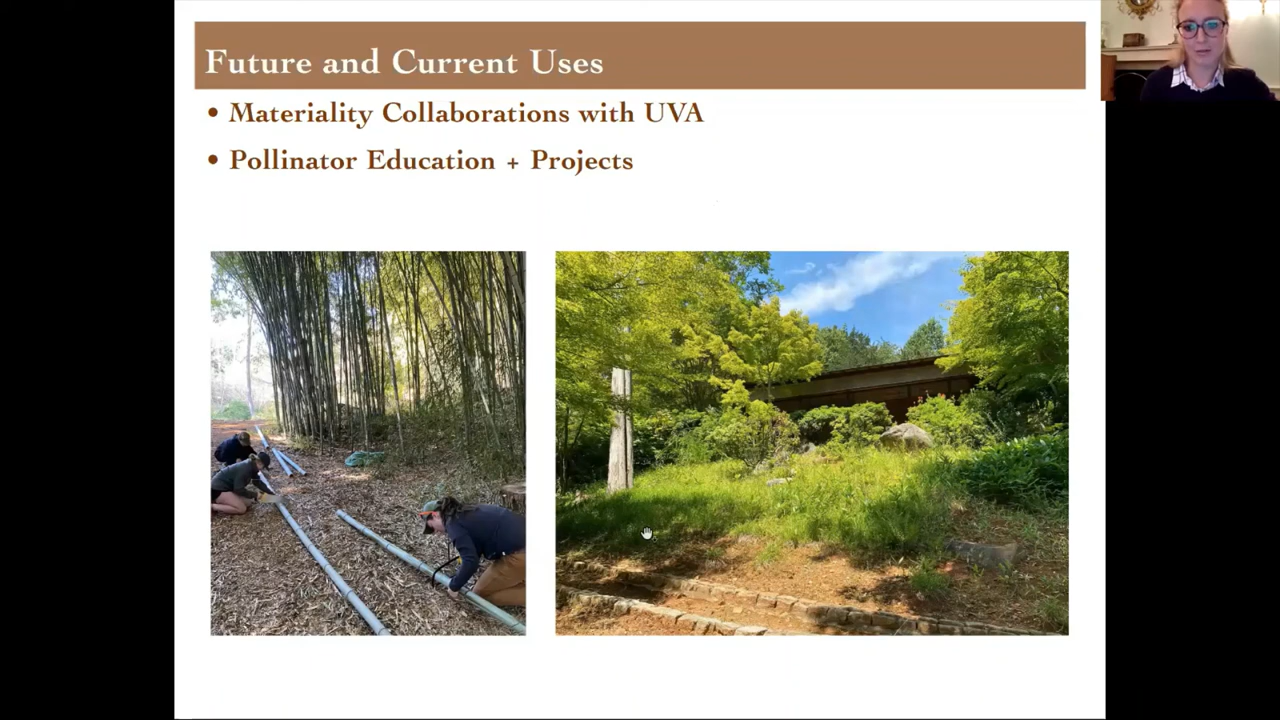 Future and Current Uses
• Materiality Collaborations with UVA
• Pollinator Education + Projects